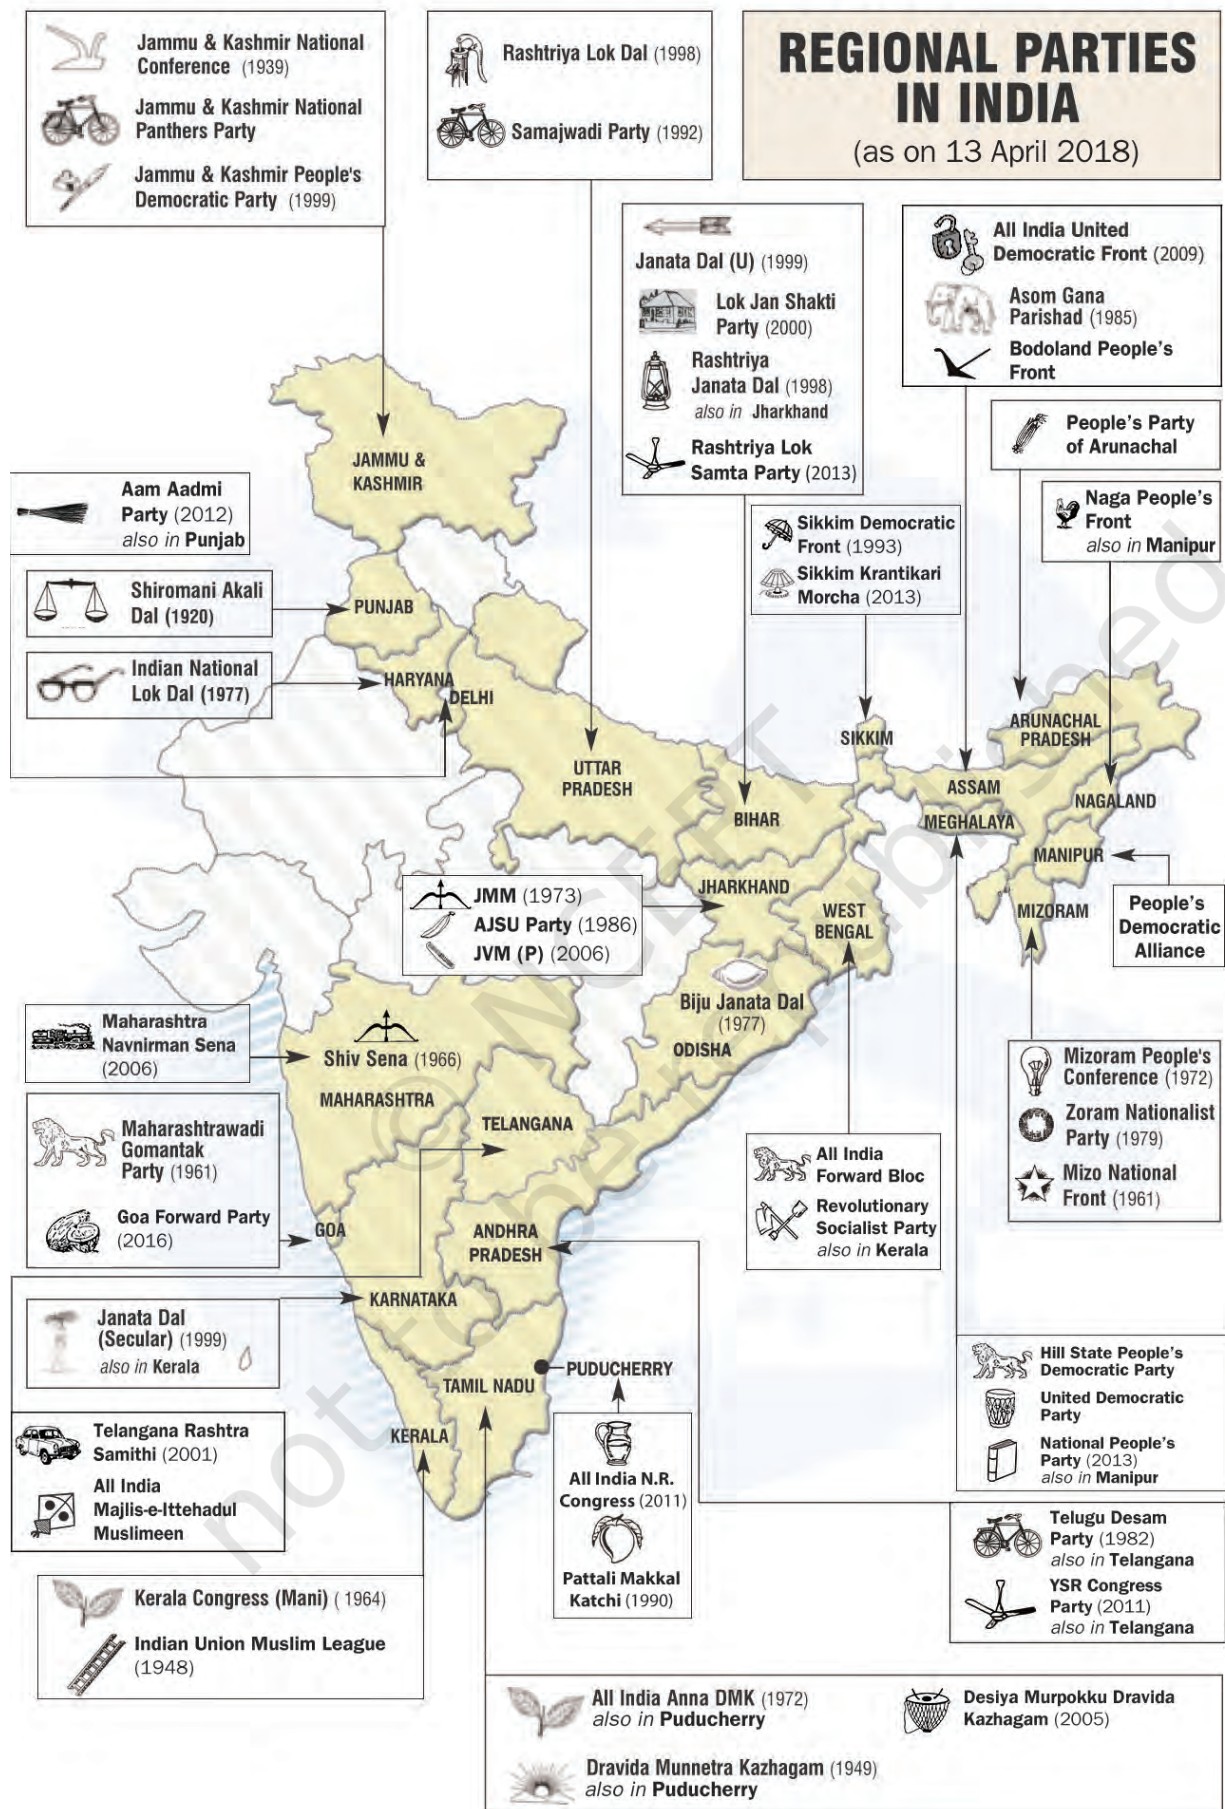 REGIONAL PARTIES
IN INDIA
(as on 13 April 2018)
Jammu & Kashmir National
Conference (1939)
Jammu & Kashmir National
Panthers Party
Jammu & Kashmir People's
Democratic Party (1999)
Rashtriya Lok Dal (1998)
Samajwadi Party (1992)
Janata Dal (U) (1999)
Lok Jan Shakti
Party (2000)
Rashtriya
Janata Dal (1998)
also in Jharkhand
Rashtriya Lok
Samta Party (2013)
All India United
Democratic Front (2009)
Asom Gana
Parishad (1985)
Bodoland People's
Front
People's Party
of Arunachal
Naga People's
Front
also in Manipur
Sikkim Democratic
Front (1993)
Sikkim Krantikari
Morcha (2013)
Aam Aadmi
Party (2012)
also in Punjab
Shiromani Akali
Dal (1920)
Indian National
Lok Dal (1977)
JAMMU &
KASHMIR
PUNJAB
HARYANA
DELHI
UTTAR
PRADESH
BIHAR
SIKKIM
ARUNACHAL
PRADESH
ASSAM
NAGALAND
MEGHALAYA
MANIPUR
MIZORAM
JHARKHAND
WEST
BENGAL
JMM (1973)
AJSU Party (1986)
JVM (P) (2006)
People's
Democratic
Alliance
Biju Janata Dal
(1977)
ODISHA
Maharashtra
Navnirman Sena
(2006)
Shiv Sena (1966)
MAHARASHTRA
TELANGANA
Maharashtrawadi
Gomantak
Party (1961)
Goa Forward Party
(2016)
GOA
ANDHRA
PRADESH
All India
Forward Bloc
Revolutionary
Socialist Party
also in Kerala
Mizoram People's
Conference (1972)
Zoram Nationalist
Party (1979)
Mizo National
Front (1961)
Janata Dal
(Secular) (1999)
also in Kerala
KARNATAKA
PUDUCHERRY
TAMIL NADU
KERALA
Hill State People's
Democratic Party
United Democratic
Party
National People's
Party (2013)
also in Manipur
Telangana Rashtra
Samithi (2001)
All India
Majlis-e-Ittehadul
Muslimeen
All India N.R.
Congress (2011)
Pattali Makkal
Katchi (1990)
Telugu Desam
Party (1982)
also in Telangana
YSR Congress
Party (2011)
also in Telangana
Kerala Congress (Mani) ( 1964)
Indian Union Muslim League
(1948)
All India Anna DMK (1972)
also in Puducherry
Desiya Murpokku Dravida
Kazhagam (2005)
Dravida Munnetra Kazhagam (1949)
also in Puducherry
© NCERT
not to be republished